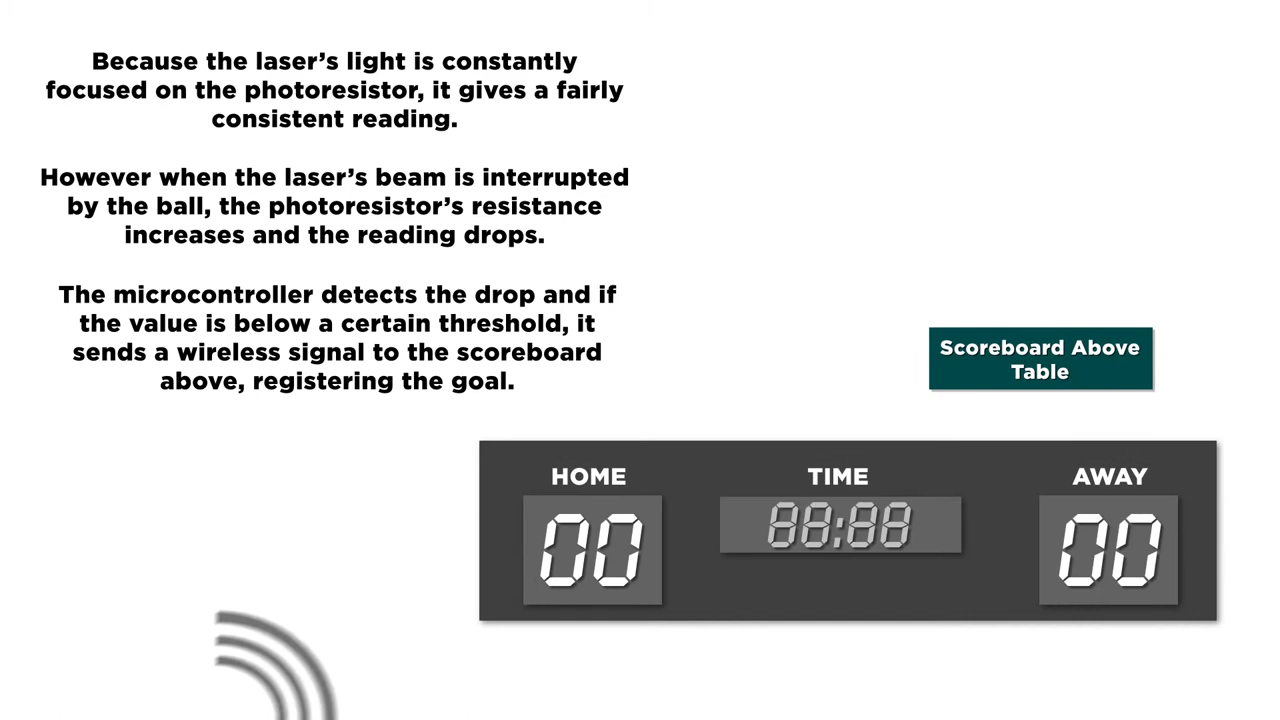 Because the laser’s light is constantly
focused on the photoresistor, it gives a fairly
consistent reading.
However when the laser’s beam is interrupted
by the ball, the photoresistor’s resistance
increases and the reading drops.
The microcontroller detects the drop and if
the value is below a certain threshold, it
sends a wireless signal to the scoreboard
above, registering the goal.
Scoreboard Above
Table
HOME
TIME
AWAY
00
88:88
00